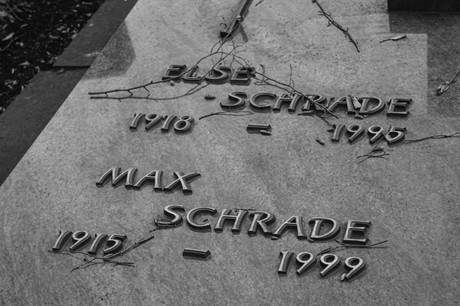 ELSE
SCHRADE
1918 – 1995
MAX
SCHRADE
1915 – 1999